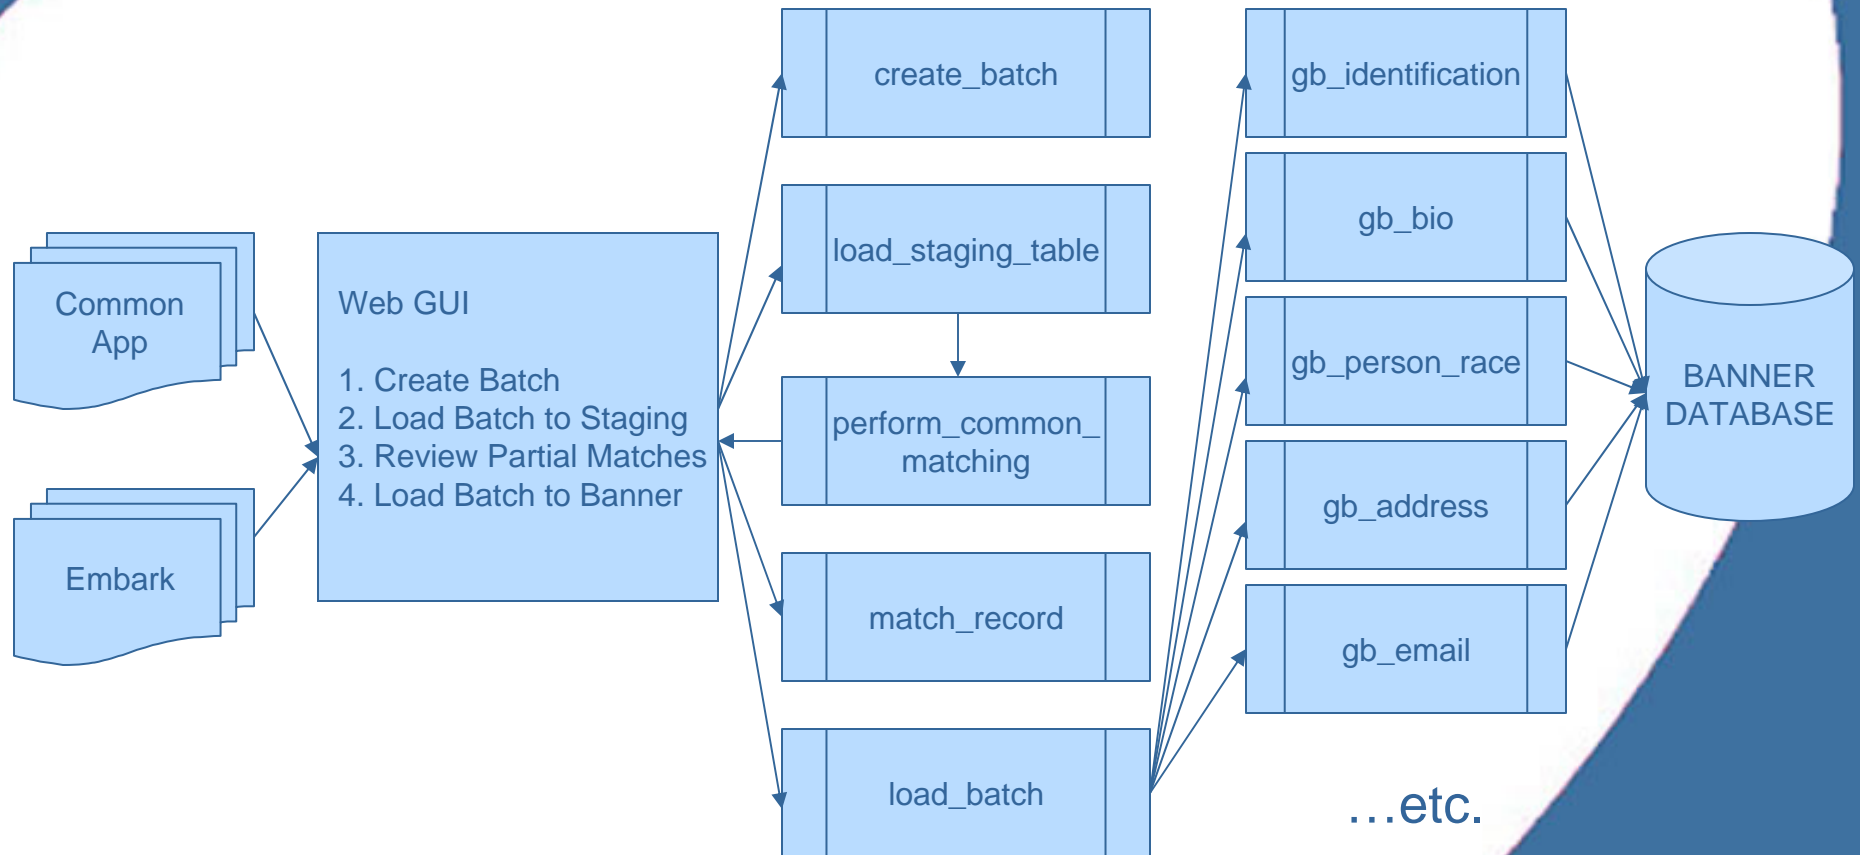 Common
App
Embark
Web GUI
1. Create Batch
2. Load Batch to Staging
3. Review Partial Matches
4. Load Batch to Banner
create_batch
load_staging_table
perform_common_
matching
match_record
load_batch
gb_identification
gb_bio
gb_person_race
gb_address
gb_email
…etc.
BANNER
DATABASE